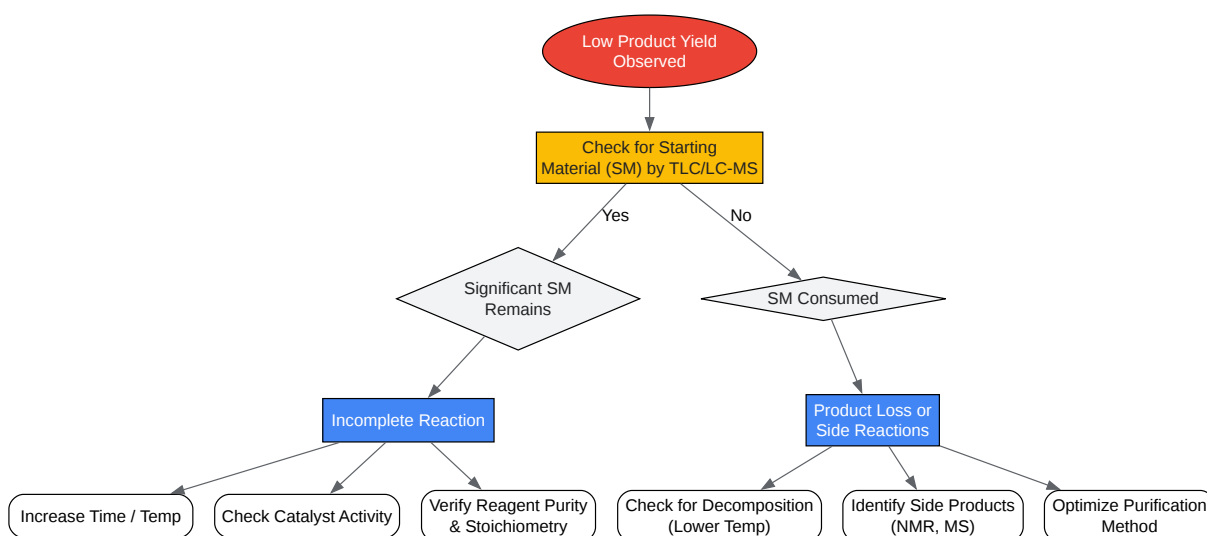 Low Product Yield
Observed
Check for Starting
Material (SM) by TLC/LC-MS
Yes
No
Significant SM
Remains
SM Consumed
Incomplete Reaction
Product Loss or
Side Reactions
Increase Time / Temp
Check Catalyst Activity
Verify Reagent Purity
& Stoichiometry
Check for Decomposition
(Lower Temp)
Identify Side Products
(NMR, MS)
Optimize Purification
Method